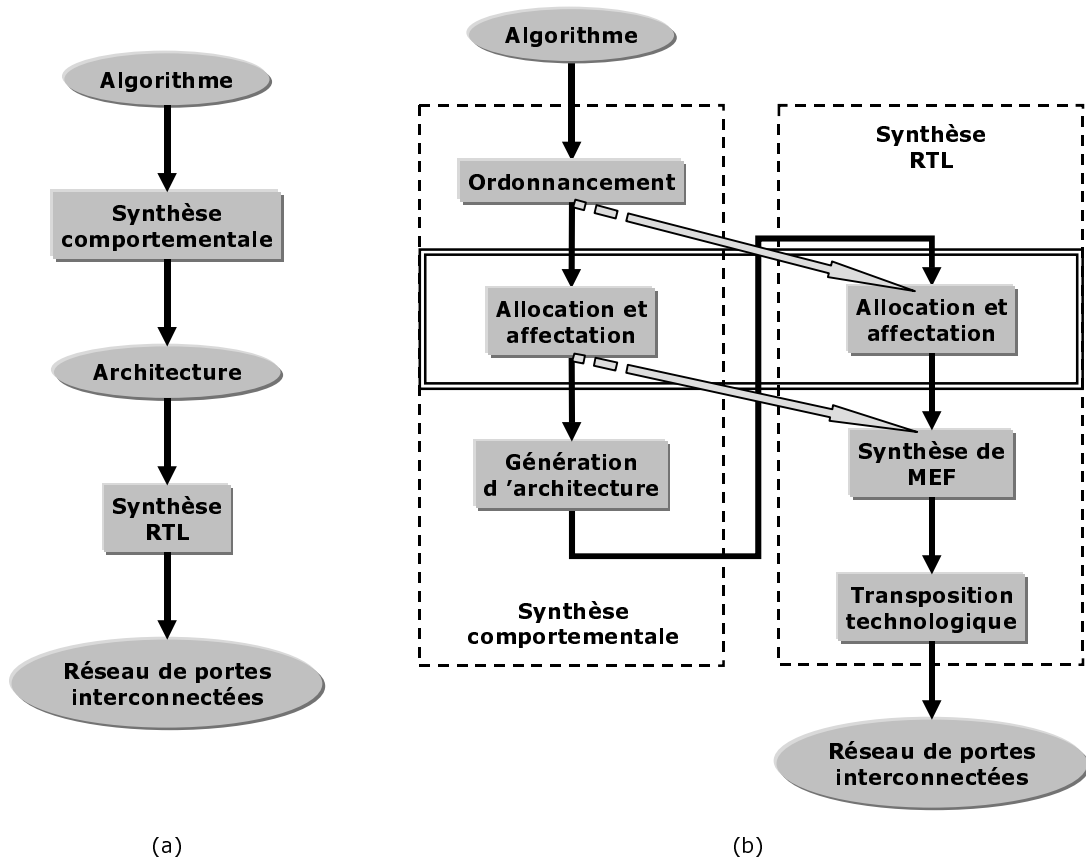 Algorithme
Synthèse
comportementale
Architecture
Synthèse
RTL
Réseau de portes
interconnectées
(a)
Algorithme
Ordonnancement
Allocation et
affectation
Génération
d ’architecture
Synthèse
comportementale
Synthèse
RTL
Allocation et
affectation
Synthèse de
MEF
Transposition
technologique
Réseau de portes
interconnectées
(b)